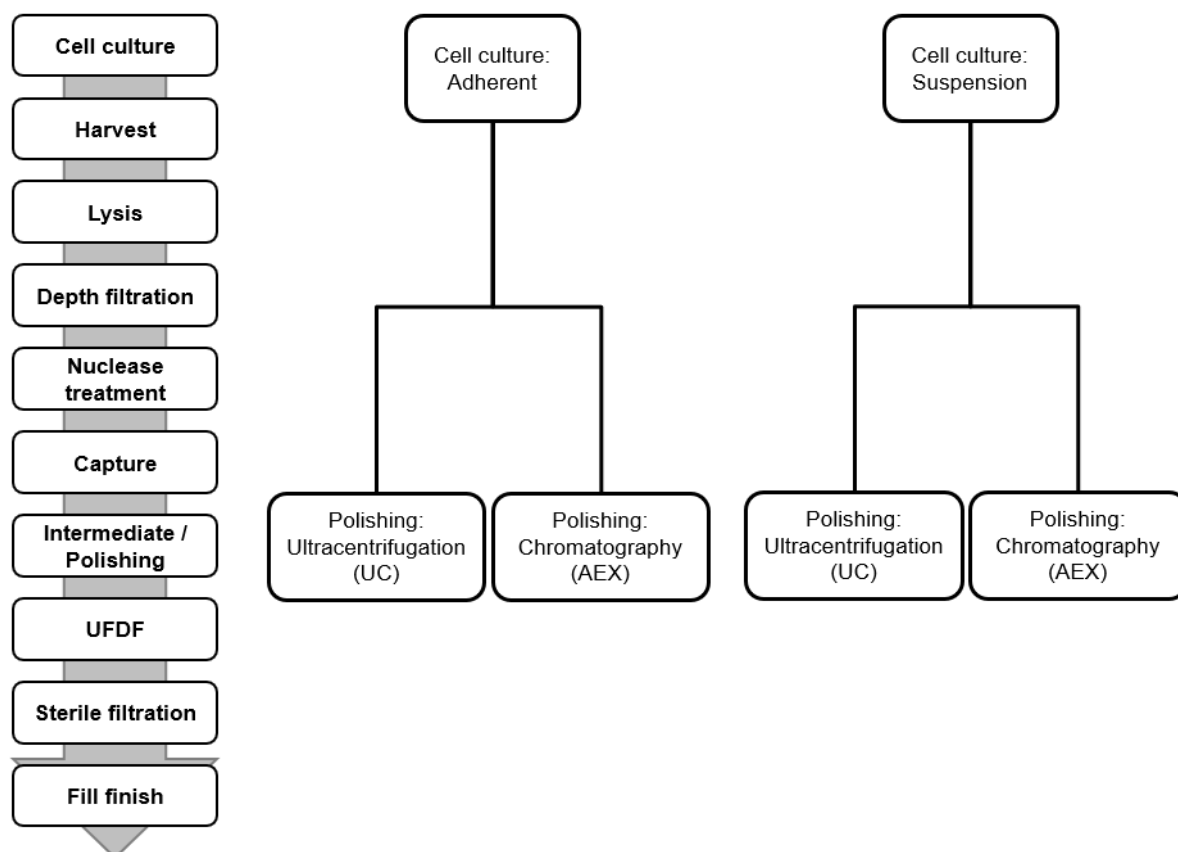 Cell culture
Harvest
Lysis
Depth filtration
Nuclease
treatment
Capture
Intermediate /
Polishing
UFDF
Sterile filtration
Fill finish
Cell culture:
Adherent
Polishing:
Ultracentrifugation
(UC)
Polishing:
Chromatography
(AEX)
Cell culture:
Suspension
Polishing:
Ultracentrifugation
(UC)
Polishing:
Chromatography
(AEX)